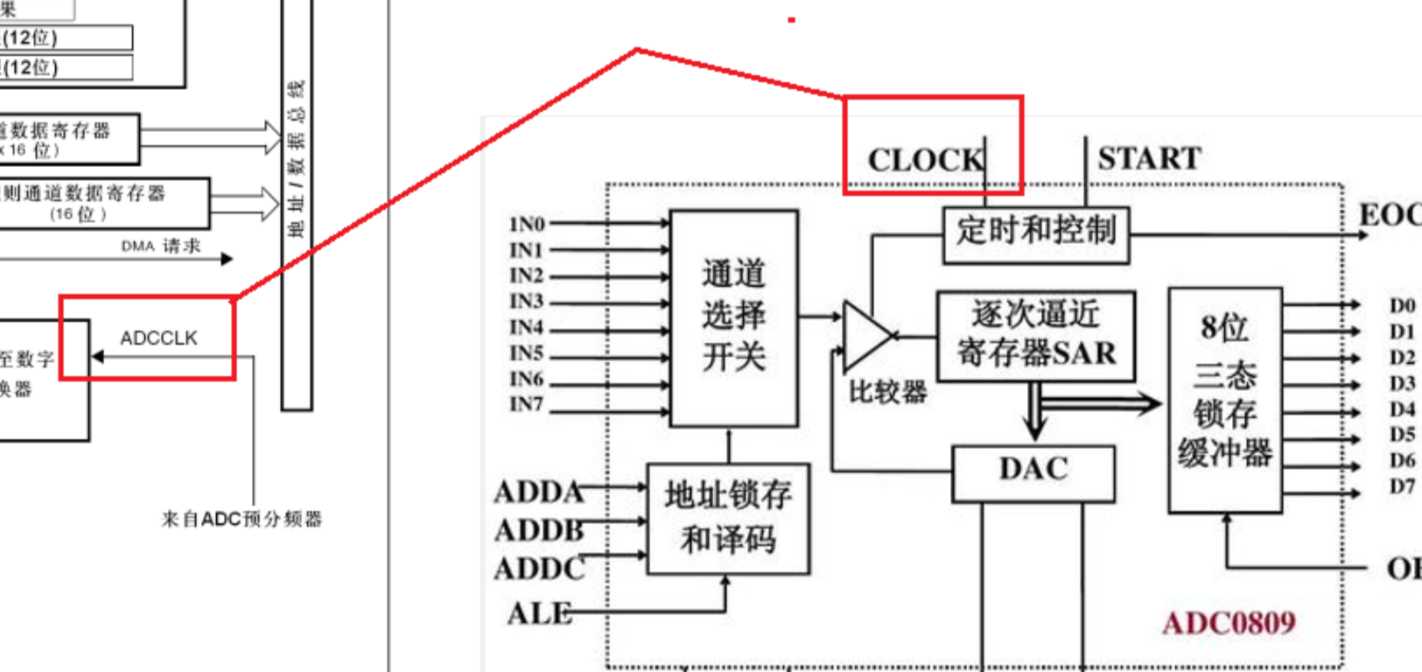 果
(12位)
(12位)
道数据寄存器
x 16 位)
则通道数据寄存器
(16 位 )
DMA 请求
地址/数据总线
ADCCLK
至数字
换器
来自ADC预分频器
CLOCK
START
定时和控制
EOC
IN0
IN1
IN2
IN3
IN4
IN5
IN6
IN7
通道
选择
开关
逐次逼近
寄存器SAR
比较器
8位
三态
锁存
缓冲器
D0
D1
D2
D3
D4
D5
D6
D7
DAC
ADDA
ADDB
ADDC
ALE
地址锁存
和译码
ADC0809